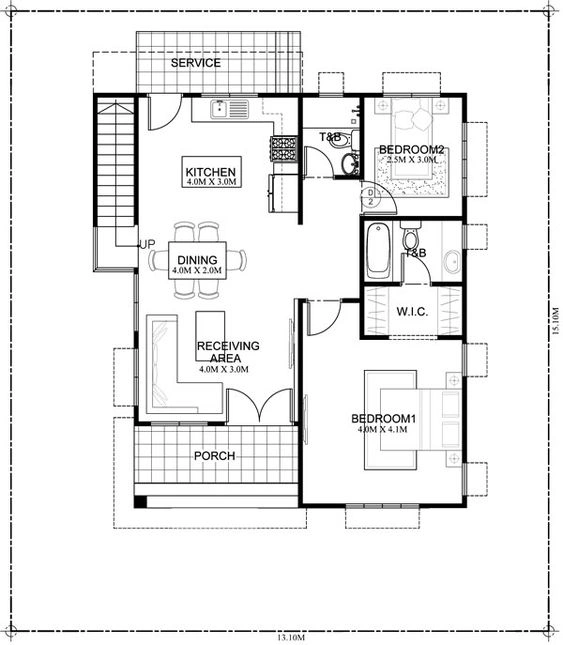 SERVICE
T&B
BEDROOM2
2.5M X 3.0M
KITCHEN
4.0M X 3.0M
D
2
UP
DINING
4.0M X 2.0M
T&B
W.I.C.
RECEIVING
AREA
4.0M X 3.0M
BEDROOM1
4.0M X 4.1M
PORCH
15.10M
13.10M